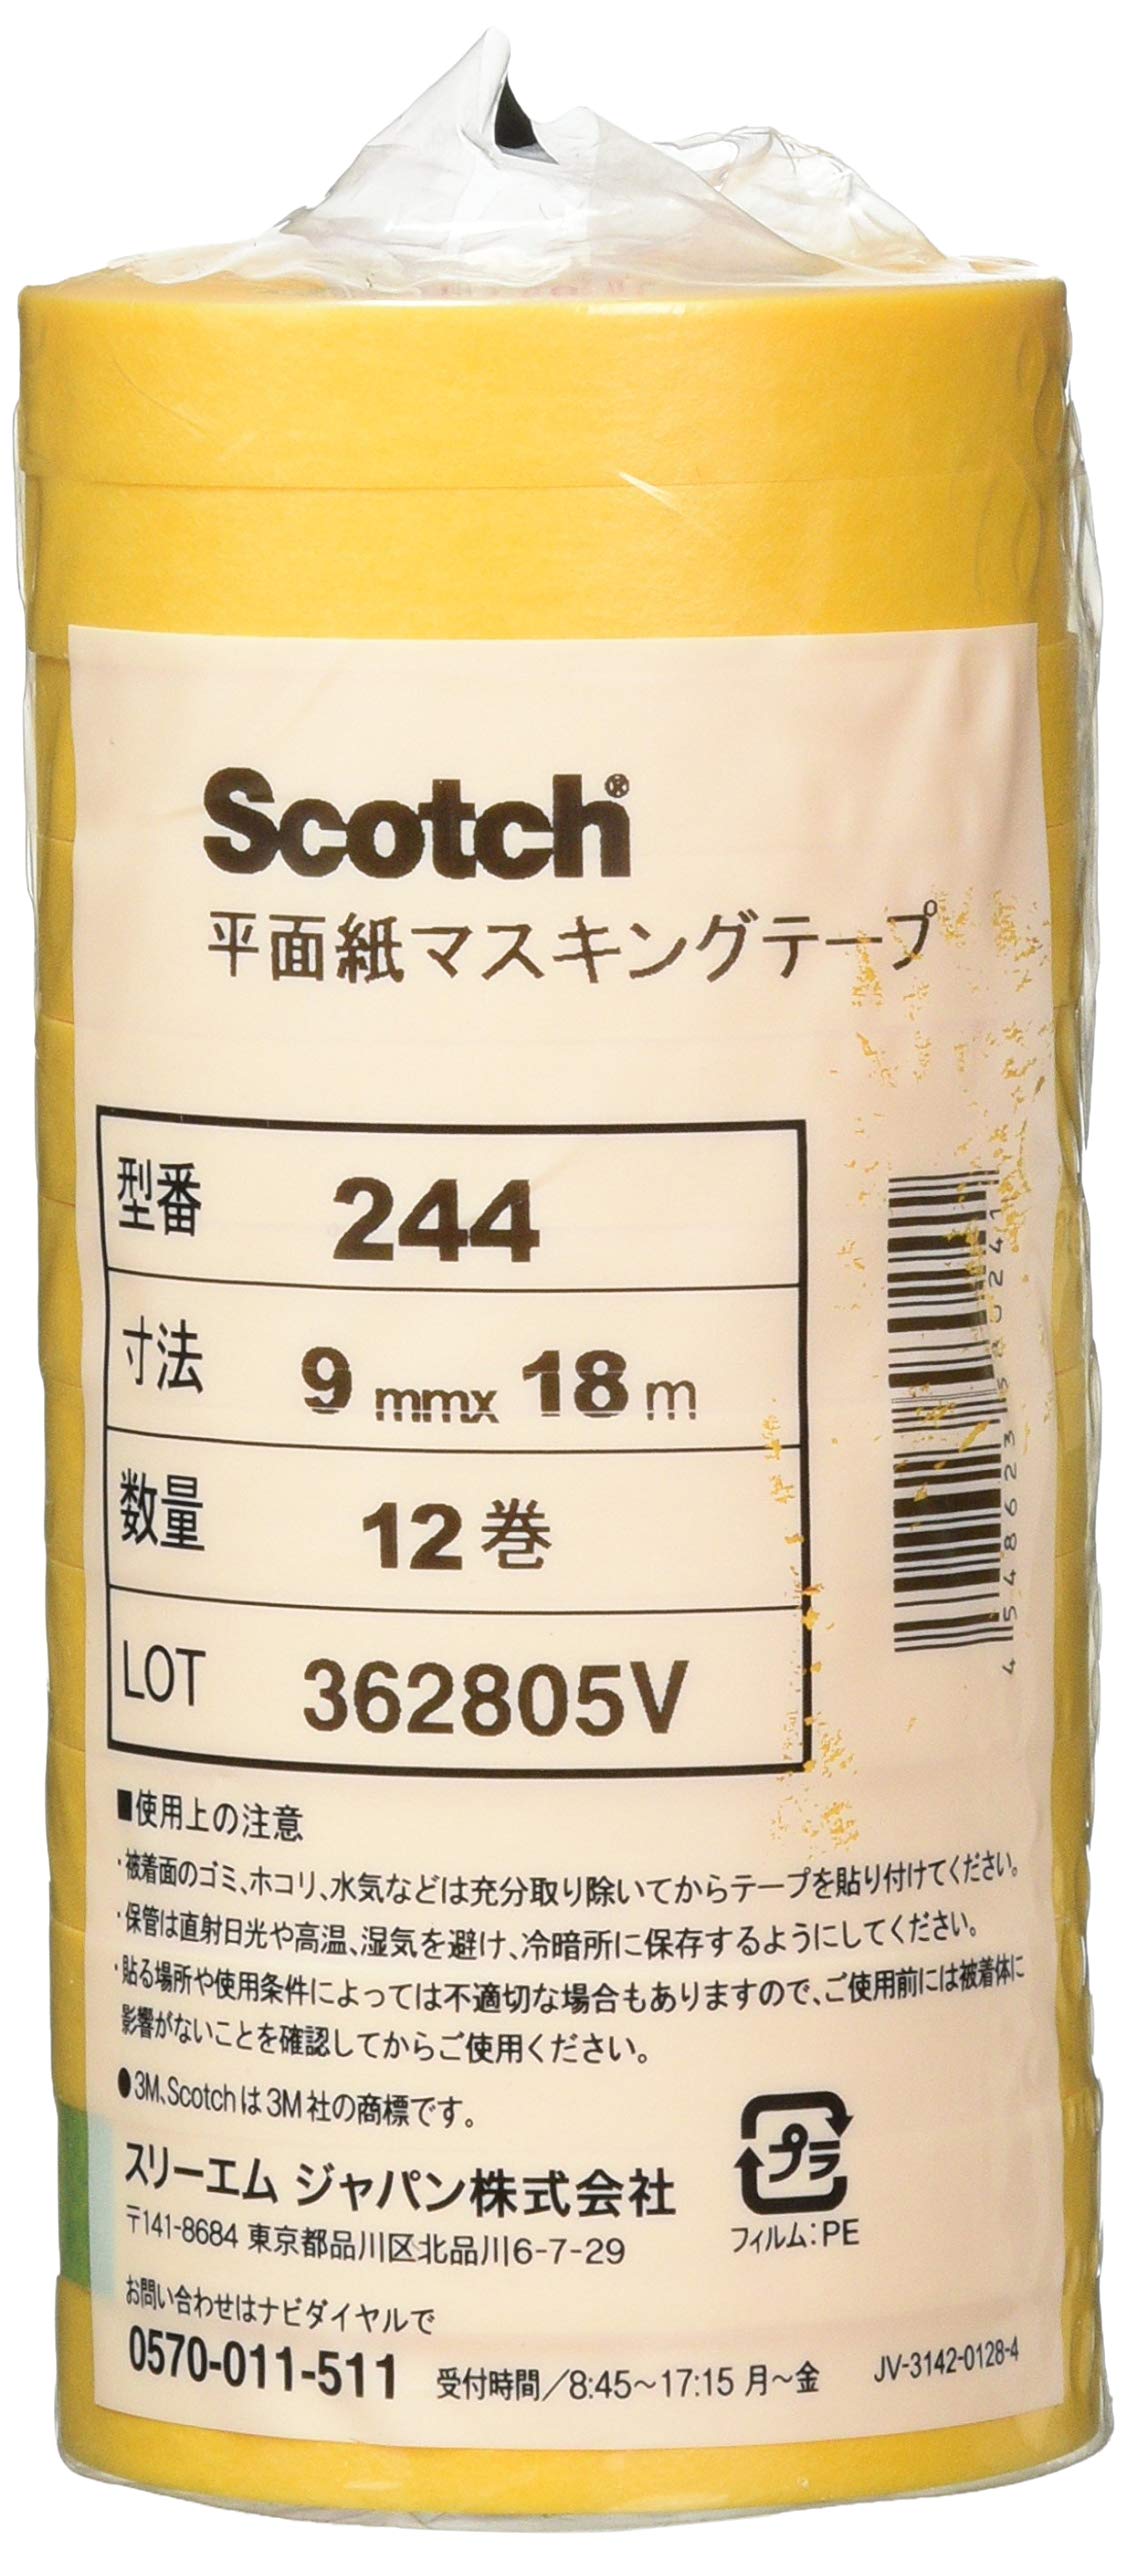 Scotch®
平面紙マスキングテープ
型番 244
寸法 9 mmx 18 m
数量 12 巻
LOT 362805V
■使用上の注意
・被着面のゴミ、ホコリ、水気などは充分取り除いてからテープを貼り付けてください。
・保管は直射日光や高温、湿気を避け、冷暗所に保存するようにしてください。
・貼る場所や使用条件によっては不適切な場合もありますので、ご使用前には被着体に
影響がないことを確認してからご使用ください。
●3M、Scotchは3M社の商標です。
スリーエム ジャパン株式会社
〒141-8684 東京都品川区北品川6-7-29
お問い合わせはナビダイヤルで
0570-011-511 受付時間/8:45～17:15 月～金
プラ
フィルム:PE
JV-3142-0128-4